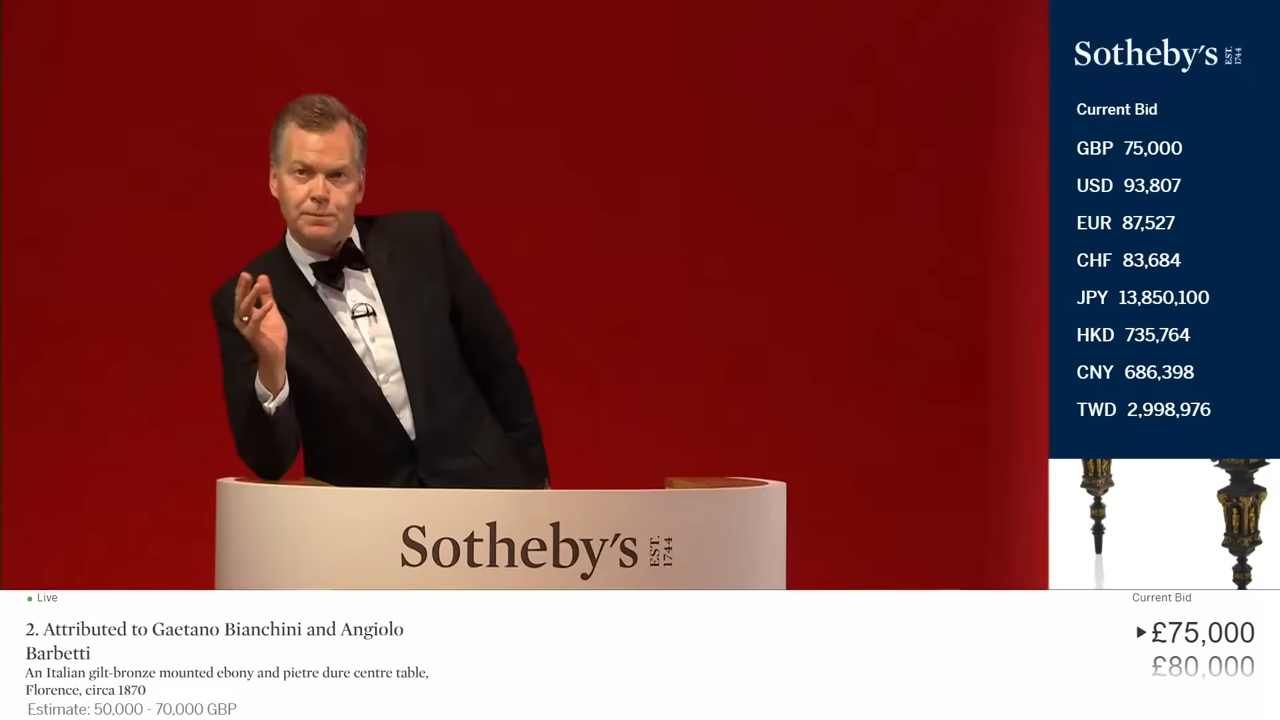 Sotheby's EST. 1744
Current Bid
GBP 75,000
USD 93,807
EUR 87,527
CHF 83,684
JPY 13,850,100
HKD 735,764
CNY 686,398
TWD 2,998,976
Sotheby's EST. 1744
Live
2. Attributed to Gaetano Bianchini and Angiolo
Barbetti
An Italian gilt-bronze mounted ebony and pietre dure centre table,
Florence, circa 1870
Estimate: 50,000 - 70,000 GBP
Current Bid
£75,000
£80,000